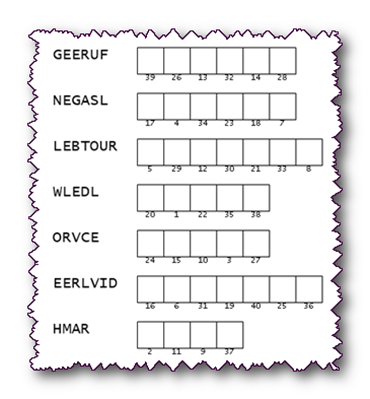 GEERUF
39 26 13 32 14 28
NEGASL
17 4 34 23 18 7
LEBTOUR
5 29 12 30 21 33 8
WLEDL
20 1 22 35 38
ORVCE
24 15 10 3 27
EERLVID
16 6 31 19 40 25 36
HMAR
2 11 9 37